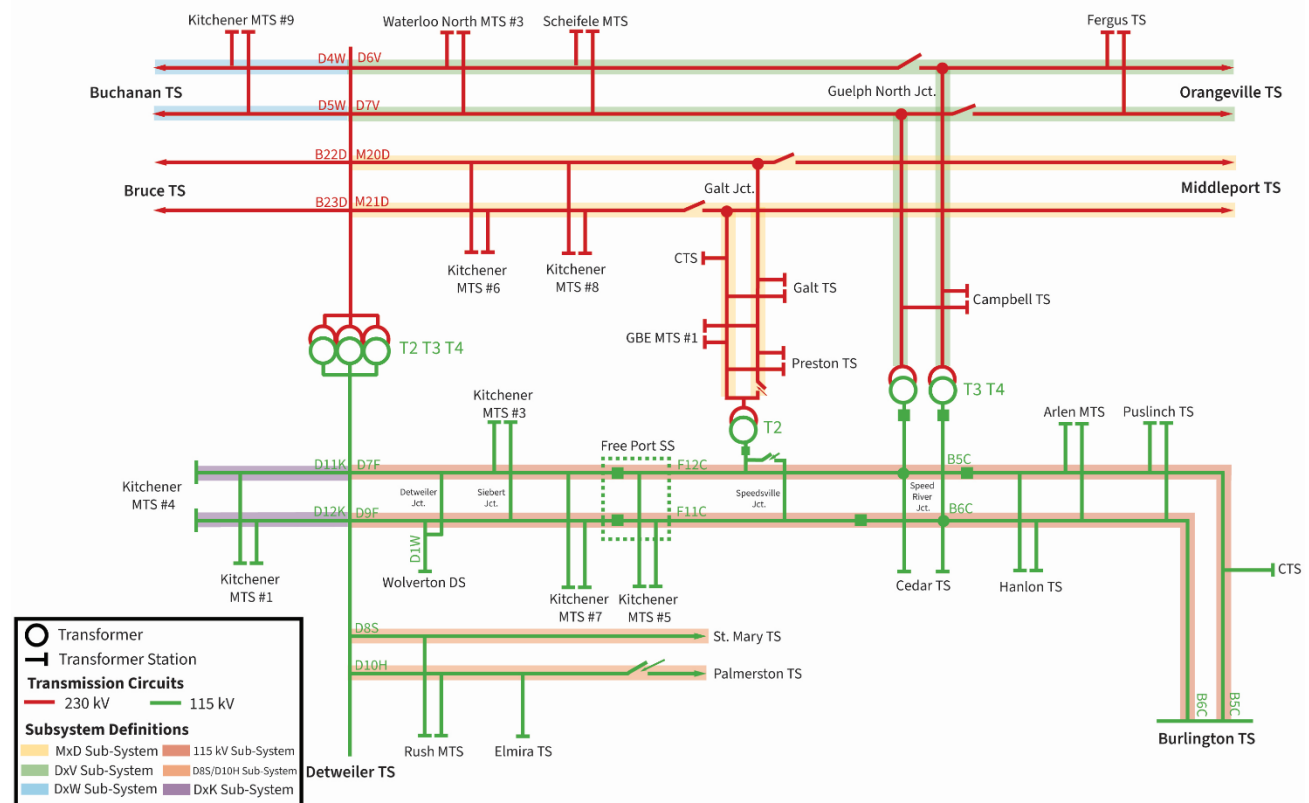 Kitchener MTS #9
Waterloo North MTS #3
Scheifele MTS
Fergus TS
D4W
D6V
Buchanan TS
Guelph North Jct.
Orangeville TS
D5W
D7V
B22D
M20D
Bruce TS
Galt Jct.
Middleport TS
B23D
M21D
CTS
Kitchener
MTS #6
Kitchener
MTS #8
Galt TS
Campbell TS
GBE MTS #1
T2 T3 T4
Preston TS
T3 T4
Kitchener
MTS #3
T2
Arlen MTS
Puslinch TS
Free Port SS
D11K
D7F
F12C
B5C
Kitchener
MTS #4
Detweiler
Jct.
Siebert
Jct.
Speedsville
Jct.
Speed
River
Jct.
D12K
D9F
F11C
B6C
D1W
Kitchener
MTS #1
Wolverton DS
Kitchener
MTS #7
Kitchener
MTS #5
Cedar TS
Hanlon TS
CTS
D8S
St. Mary TS
D10H
Palmerston TS
B6C
B5C
Rush MTS
Elmira TS
Burlington TS
Detweiler TS
Transformer
Transformer Station
Transmission Circuits
230 kV
115 kV
Subsystem Definitions
MxD Sub-System
115 kV Sub-System
DxV Sub-System
D8S/D10H Sub-System
DxW Sub-System
DxK Sub-System